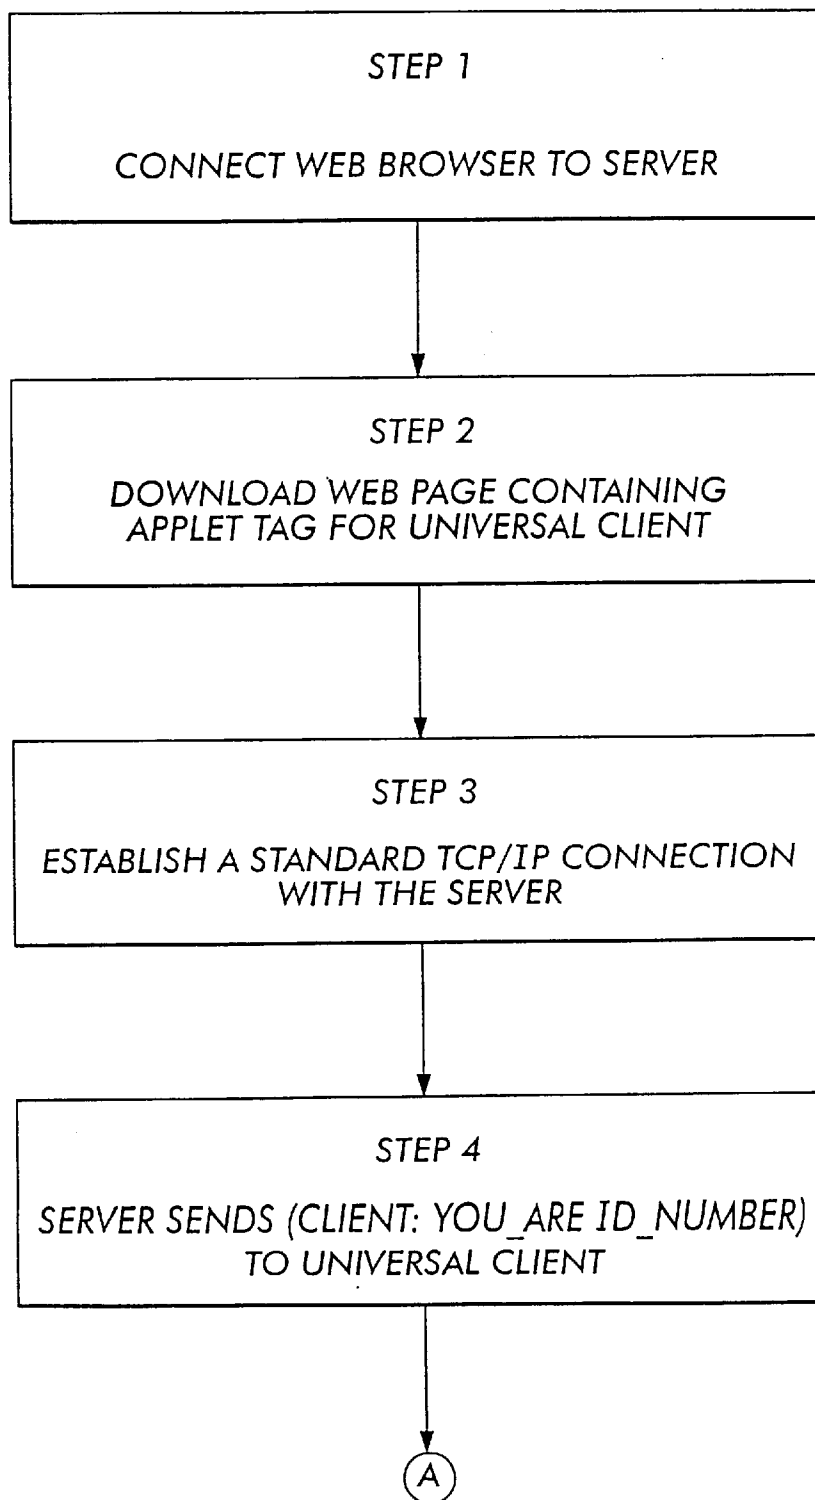 STEP 1
CONNECT WEB BROWSER TO SERVER
STEP 2
DOWNLOAD WEB PAGE CONTAINING
APPLET TAG FOR UNIVERSAL CLIENT
STEP 3
ESTABLISH A STANDARD TCP/IP CONNECTION
WITH THE SERVER
STEP 4
SERVER SENDS (CLIENT: YOU_ARE ID_NUMBER)
TO UNIVERSAL CLIENT
A